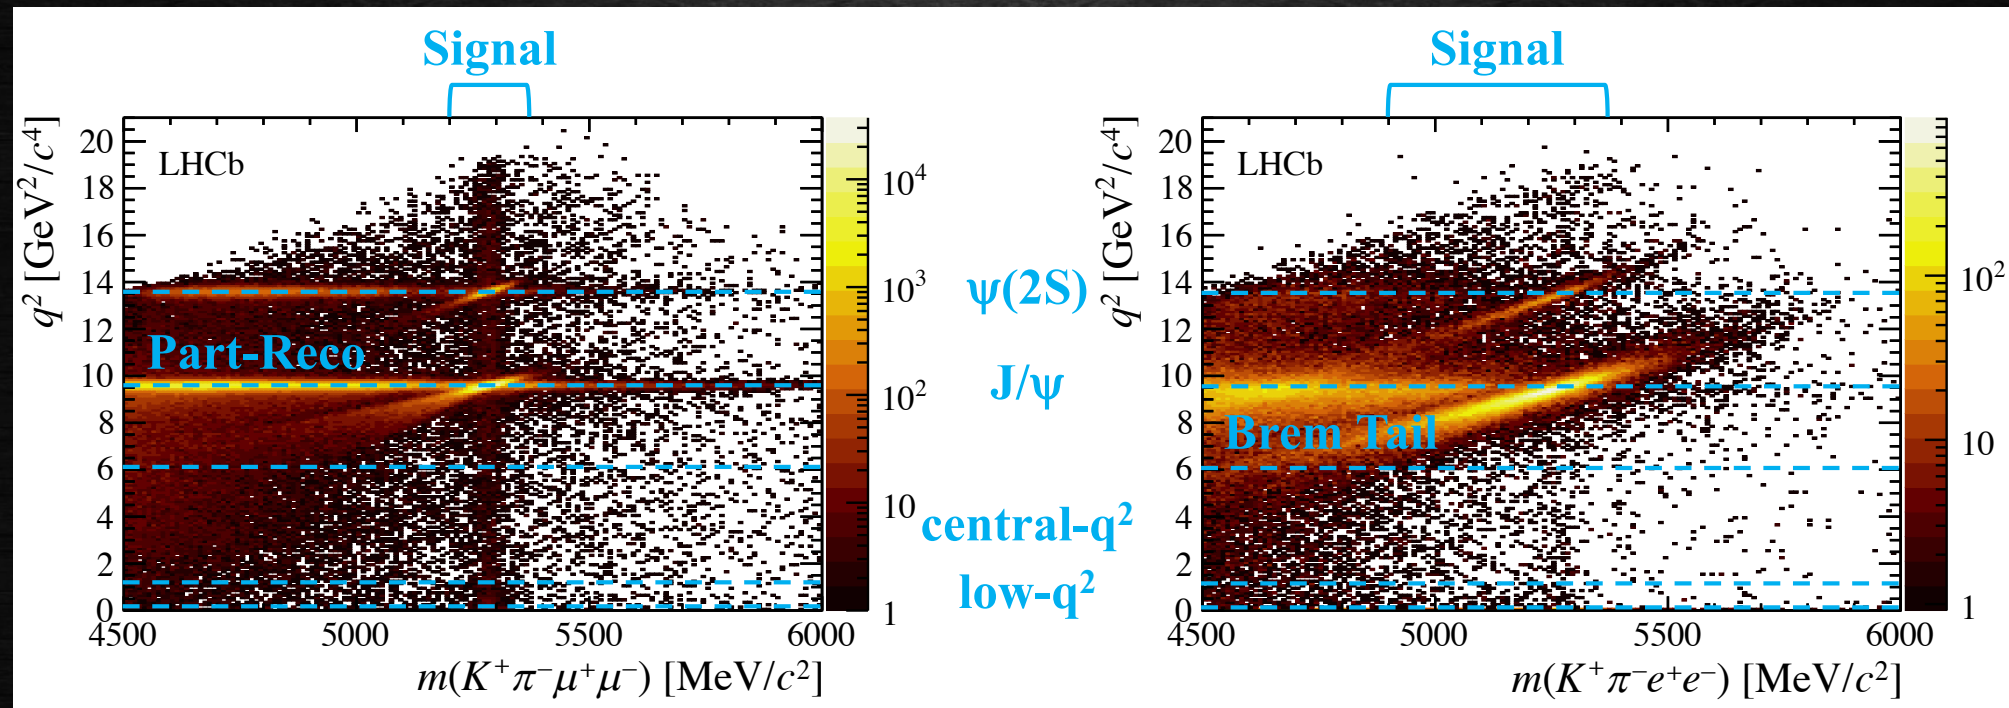 Signal
q² [GeV²/c⁴]
20
18
16
14
12
10
8
6
4
2
0
LHCb
Part-Reco
4500
5000
5500
6000
m(K⁺π⁻μ⁺μ⁻) [MeV/c²]
10⁴
10³
10²
10
1
ψ(2S)
J/ψ
central-q²
low-q²
Signal
q² [GeV²/c⁴]
20
18
16
14
12
10
8
6
4
2
0
LHCb
Brem Tail
4500
5000
5500
6000
m(K⁺π⁻e⁺e⁻) [MeV/c²]
10²
10
1